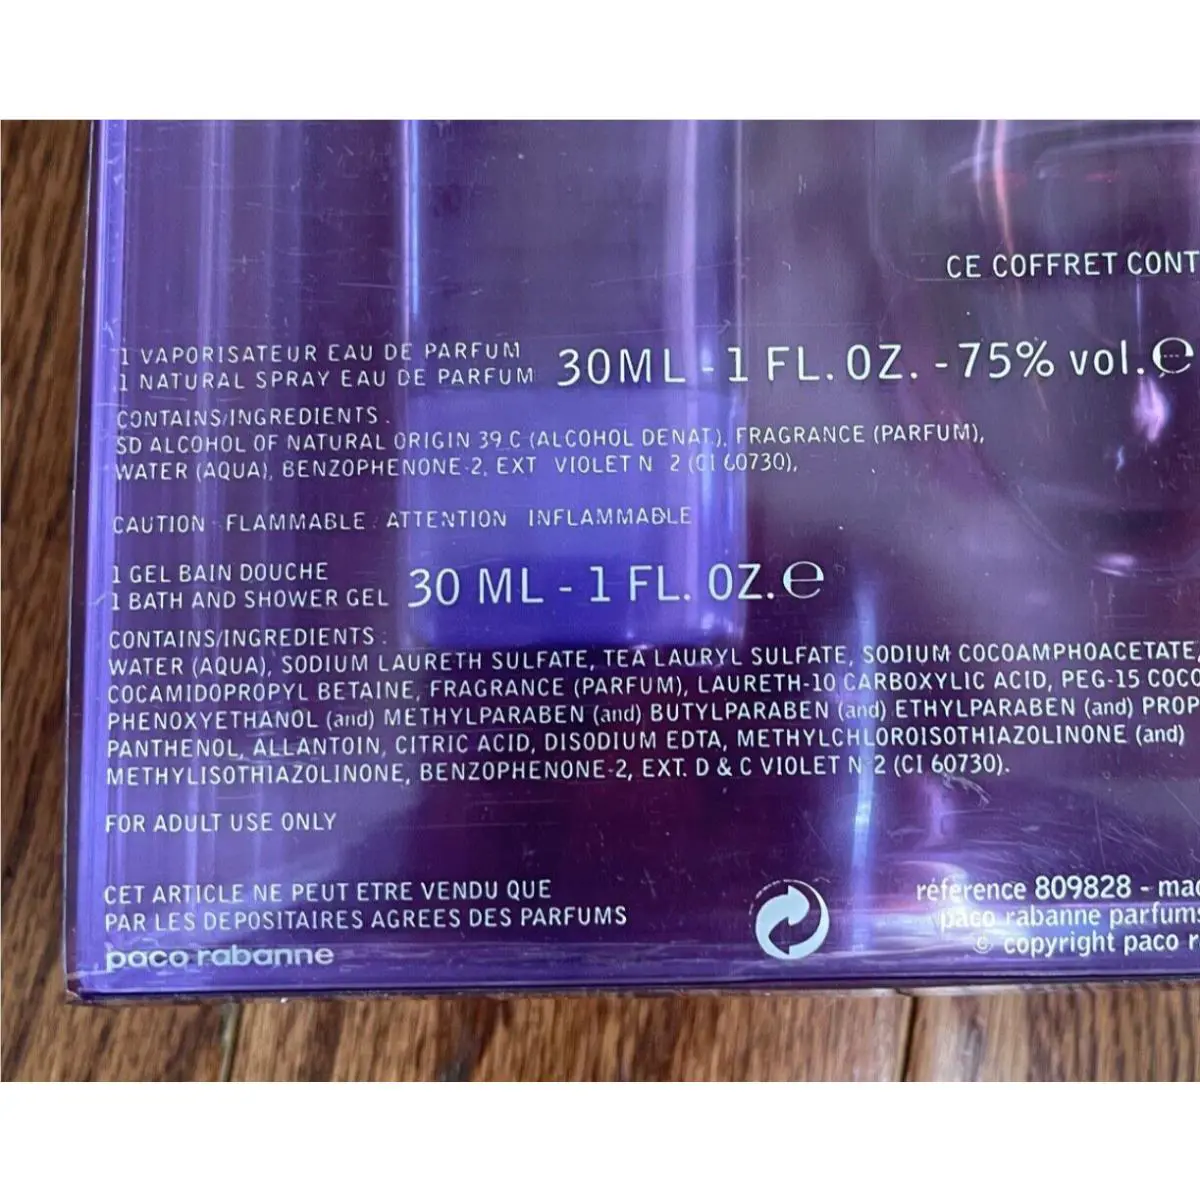 CE COFFRET CONT
1 VAPORISATEUR EAU DE PARFUM
1 NATURAL SPRAY EAU DE PARFUM
30ML - 1 FL. OZ. - 75% vol. e
CONTAINS/INGREDIENTS :
SD ALCOHOL OF NATURAL ORIGIN 39 C (ALCOHOL DENAT.), FRAGRANCE (PARFUM),
WATER (AQUA), BENZOPHENONE-2, EXT VIOLET N 2 (CI 60730),
CAUTION - FLAMMABLE : ATTENTION INFLAMMABLE
1 GEL BAIN DOUCHE
1 BATH AND SHOWER GEL
30 ML - 1 FL. OZ. e
CONTAINS/INGREDIENTS :
WATER (AQUA), SODIUM LAURETH SULFATE, TEA LAURYL SULFATE, SODIUM COCOAMPHOACETATE,
COCAMIDOPROPYL BETAINE, FRAGRANCE (PARFUM), LAURETH-10 CARBOXYLIC ACID, PEG-15 COCO
PHENOXYETHANOL (and) METHYLPARABEN (and) BUTYLPARABEN (and) ETHYLPARABEN (and) PROP
PANTHENOL, ALLANTOIN, CITRIC ACID, DISODIUM EDTA, METHYLCHLOROISOTHIAZOLINONE (and)
METHYLISOTHIAZOLINONE, BENZOPHENONE-2, EXT. D & C VIOLET N 2 (CI 60730).
FOR ADULT USE ONLY
CET ARTICLE NE PEUT ETRE VENDU QUE
PAR LES DEPOSITAIRES AGREES DES PARFUMS
paco rabanne
référence 809828 - mad
paco rabanne parfums
© copyright paco r